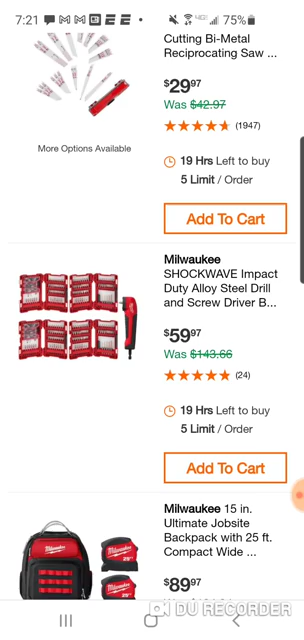 7:21
75%
Cutting Bi-Metal
Reciprocating Saw ...
$29.97
Was $42.97
(1947)
More Options Available
19 Hrs Left to buy
5 Limit / Order
Add To Cart
Milwaukee
SHOCKWAVE Impact
Duty Alloy Steel Drill
and Screw Driver B...
$59.97
Was $143.66
(24)
19 Hrs Left to buy
5 Limit / Order
Add To Cart
Milwaukee 15 in.
Ultimate Jobsite
Backpack with 25 ft.
Compact Wide ...
$89.97
DU RECORDER